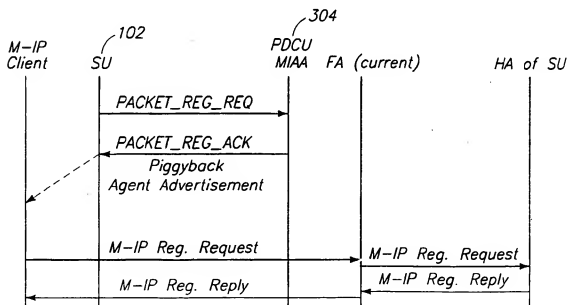 102
304
M-IP
Client
SU
PDCU
MIAA
FA (current)
HA of SU
PACKET_REG_REQ
PACKET_REG_ACK
Piggyback
Agent Advertisement
M-IP Reg. Request
M-IP Reg. Request
M-IP Reg. Reply
M-IP Reg. Reply